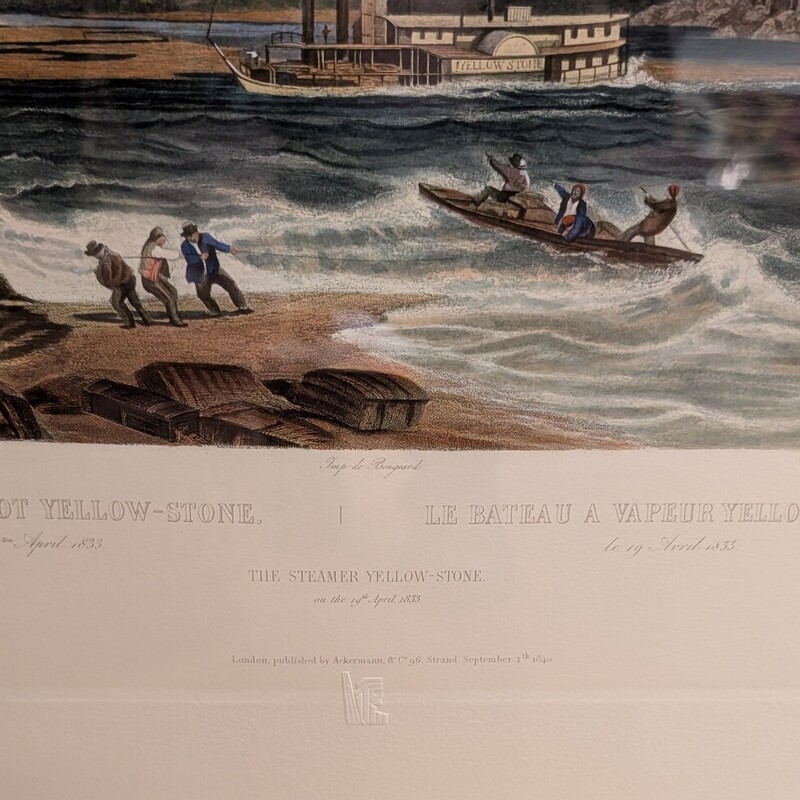 YELLOW STONE
Imp. de Bougeard
OT YELLOW-STONE. | LE BATEAU A VAPEUR YELLO
ten April 1833. le 19 Avril 1833.
THE STEAMER YELLOW-STONE.
on the 19th April 1833.
London, published by Ackermann, & Co 96, Strand. September 1th 1840